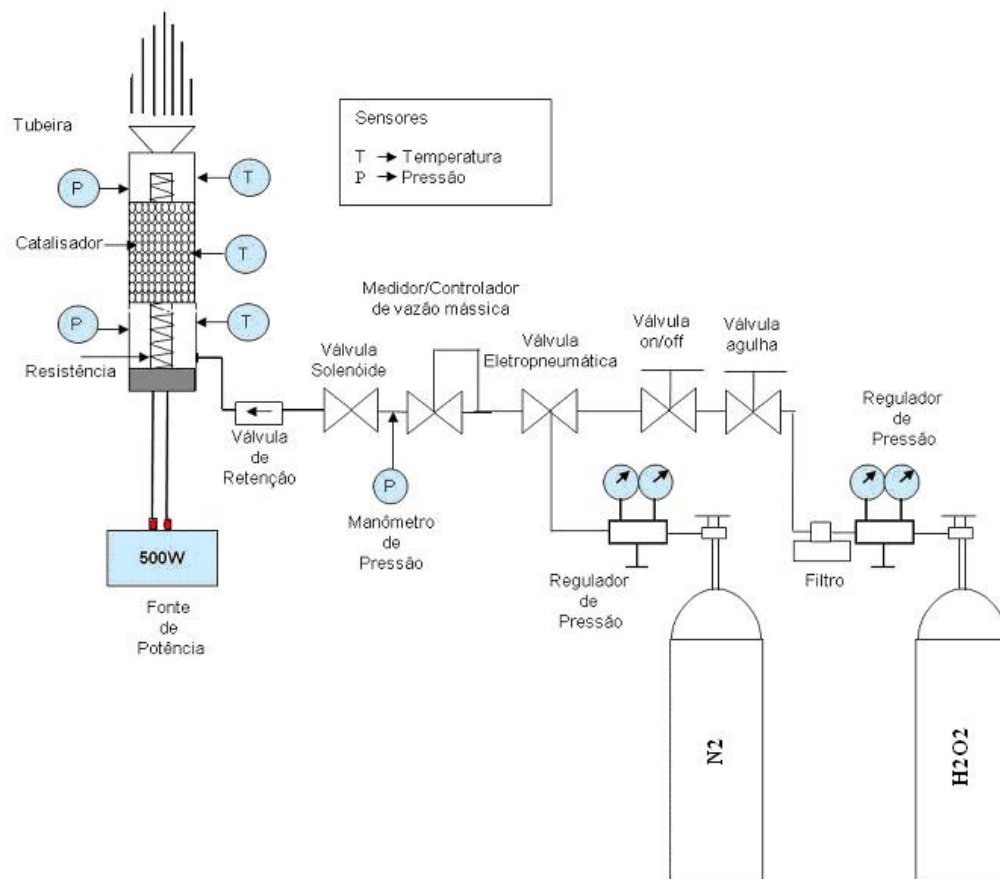 Tubeira
Sensores
T → Temperatura
P → Pressão
P
T
Catalisador
T
P
T
Resistência
Medidor/Controlador
de vazão mássica
Válvula
Solenóide
Válvula
Eletropneumática
Válvula
on/off
Válvula
agulha
Regulador
de
Pressão
Válvula
de
Retenção
P
Manômetro
de
Pressão
Regulador
de
Pressão
Filtro
500W
Fonte
de
Potência
N2
H2O2